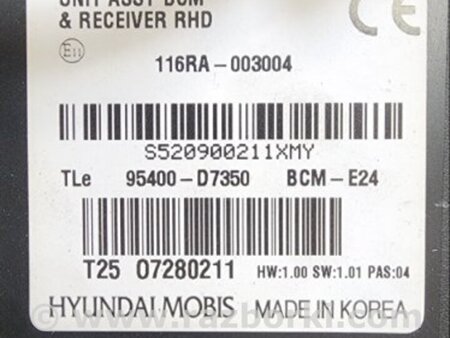 UNIT ASSY BCM
& RECEIVER RHD
CE
E11
116RA-003004
S520900211XMY
TLe 95400-D7350 BCM-E24
T25 07280211 HW:1.00 SW:1.01 PAS:04
HYUNDAI MOBIS MADE IN KOREA
www.razborki.com